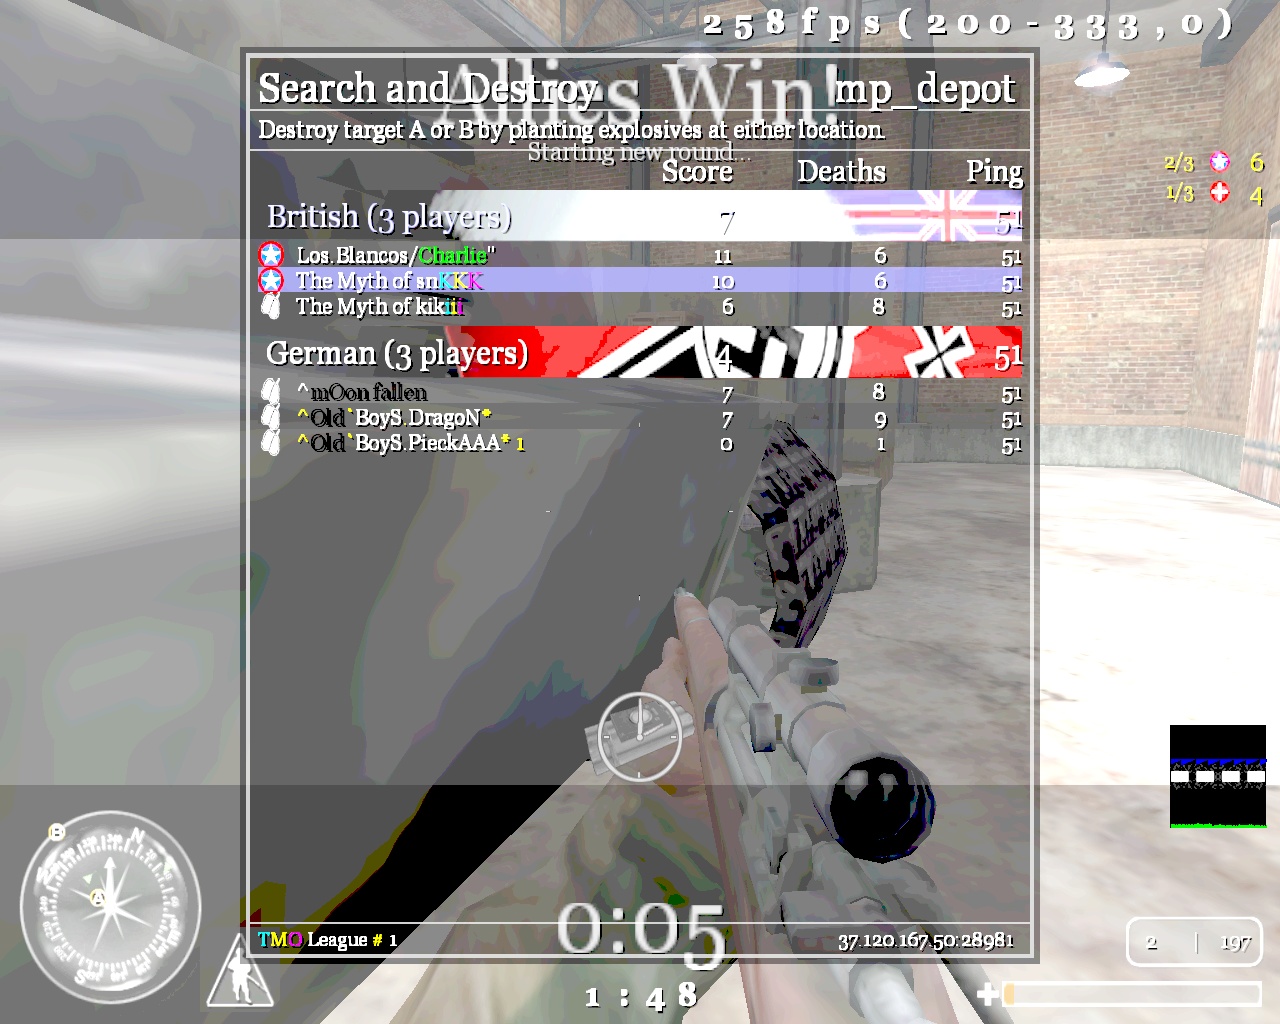 258fps(200-333,0)
Allies Win!
Search and Destroy
mp_depot
Destroy target A or B by planting explosives at either location.
Starting new round...
Score Deaths Ping
2/3 6
1/3 4
British (3 players) 7 51
Los.Blancos/Charlie" 11 6 51
The Myth of snKKK 10 6 51
The Myth of kikiii 6 8 51
German (3 players) 4 51
^mOon fallen 7 8 51
^Old`BoyS.DragoN* 7 9 51
^Old`BoyS.PieckAAA* 1 0 1 51
B
N
A
S
0:05
TMO League # 1
37.120.167.50:28981
2 | 197
1:48